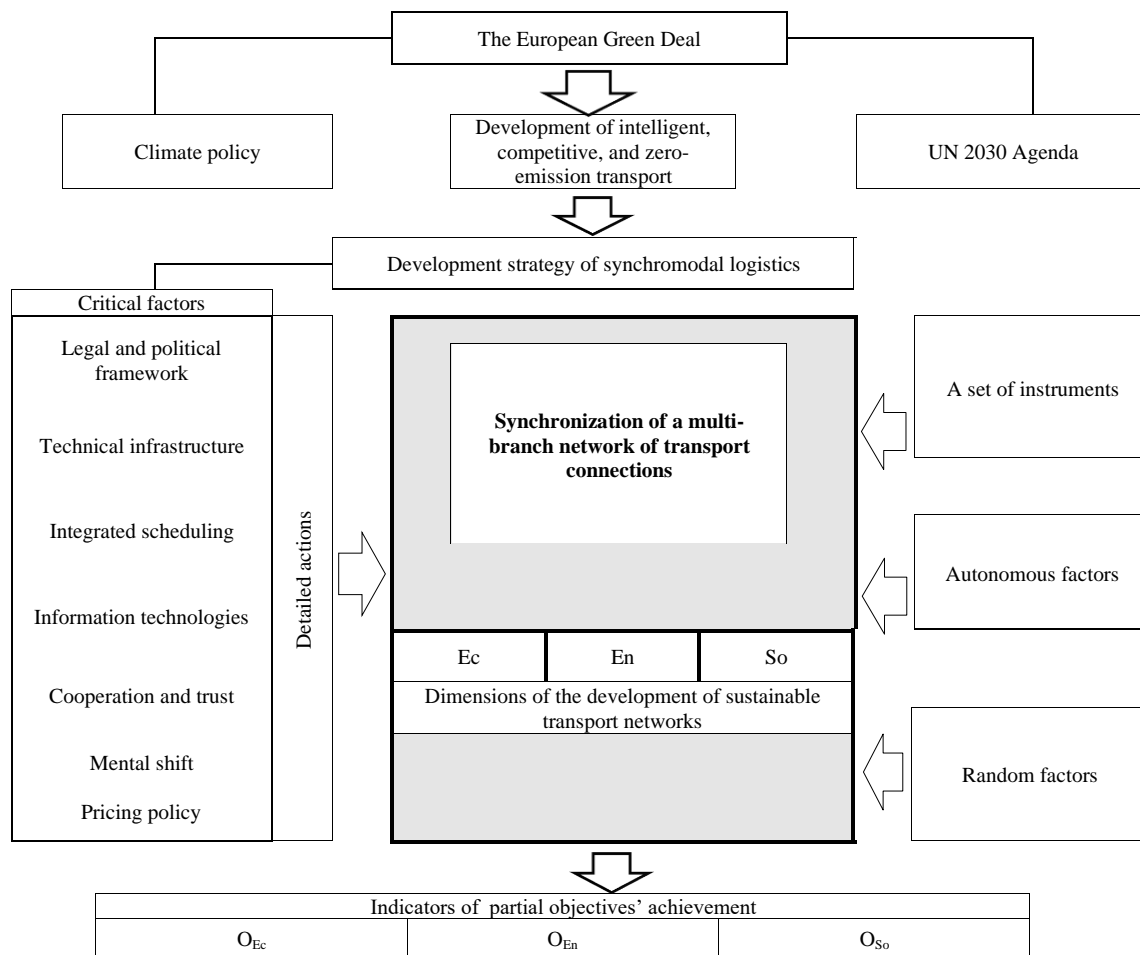 The European Green Deal
Climate policy
Development of intelligent,
competitive, and zero-
emission transport
UN 2030 Agenda
Development strategy of synchromodal logistics
Critical factors
Legal and political
framework
Technical infrastructure
Integrated scheduling
Information technologies
Cooperation and trust
Mental shift
Pricing policy
Detailed actions
Synchronization of a multi-
branch network of transport
connections
Ec
En
So
Dimensions of the development of sustainable
transport networks
A set of instruments
Autonomous factors
Random factors
Indicators of partial objectives’ achievement
OEc
OEn
OSo